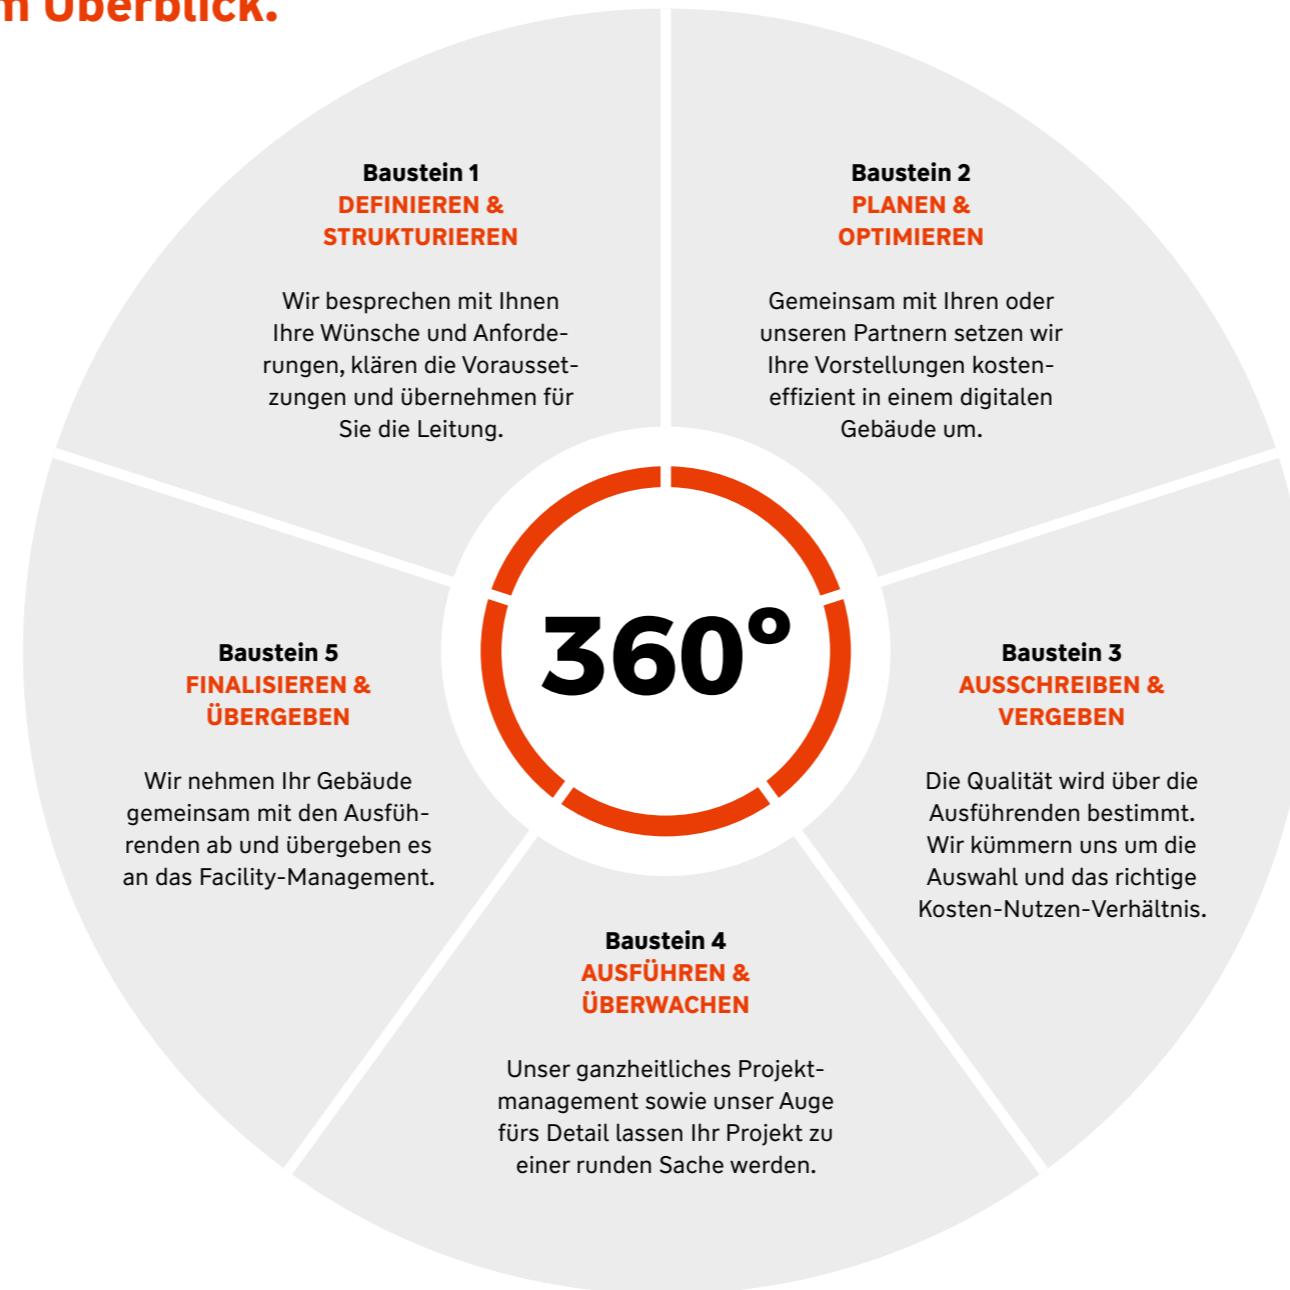 m Überblick.
Baustein 1
DEFINIEREN &
STRUKTURIEREN
Wir besprechen mit Ihnen
Ihre Wünsche und Anforde-
rungen, klären die Vorausset-
zungen und übernehmen für
Sie die Leitung.
Baustein 2
PLANEN &
OPTIMIEREN
Gemeinsam mit Ihren oder
unseren Partnern setzen wir
Ihre Vorstellungen kosten-
effizient in einem digitalen
Gebäude um.
360°
Baustein 3
AUSSCHREIBEN &
VERGEBEN
Die Qualität wird über die
Ausführenden bestimmt.
Wir kümmern uns um die
Auswahl und das richtige
Kosten-Nutzen-Verhältnis.
Baustein 4
AUSFÜHREN &
ÜBERWACHEN
Unser ganzheitliches Projekt-
management sowie unser Auge
fürs Detail lassen Ihr Projekt zu
einer runden Sache werden.
Baustein 5
FINALISIEREN &
ÜBERGEBEN
Wir nehmen Ihr Gebäude
gemeinsam mit den Ausfüh-
renden ab und übergeben es
an das Facility-Management.